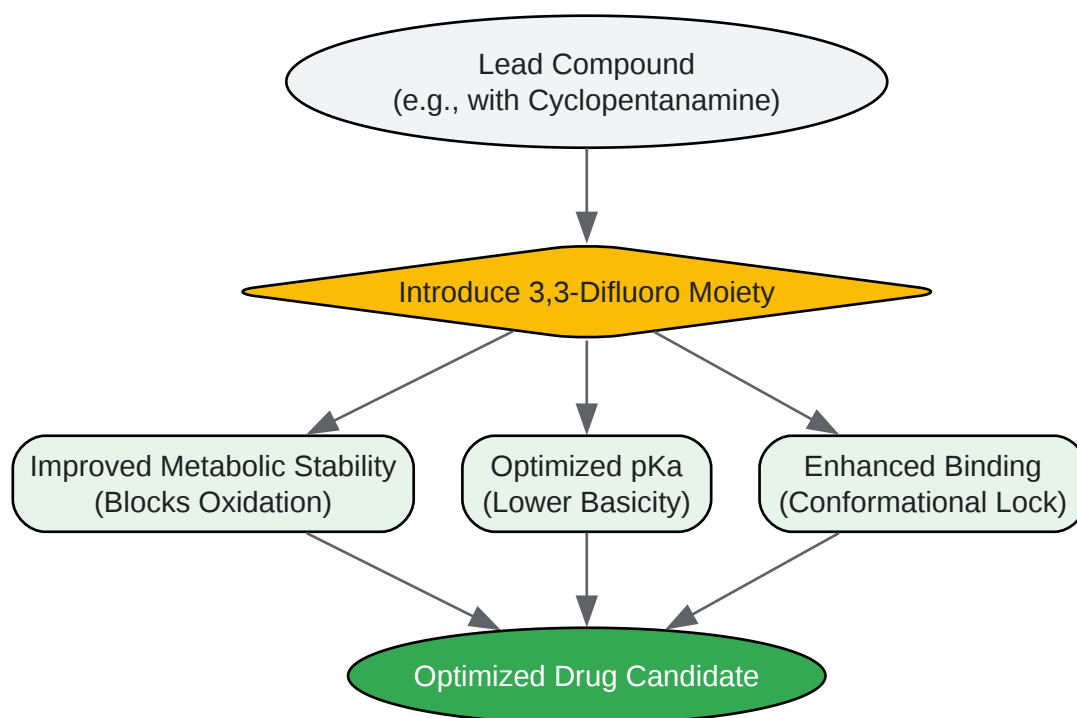 Lead Compound
(e.g., with Cyclopentanamine)
Introduce 3,3-Difluoro Moiety
Improved Metabolic Stability
(Blocks Oxidation)
Optimized pKa
(Lower Basicity)
Enhanced Binding
(Conformational Lock)
Optimized Drug Candidate